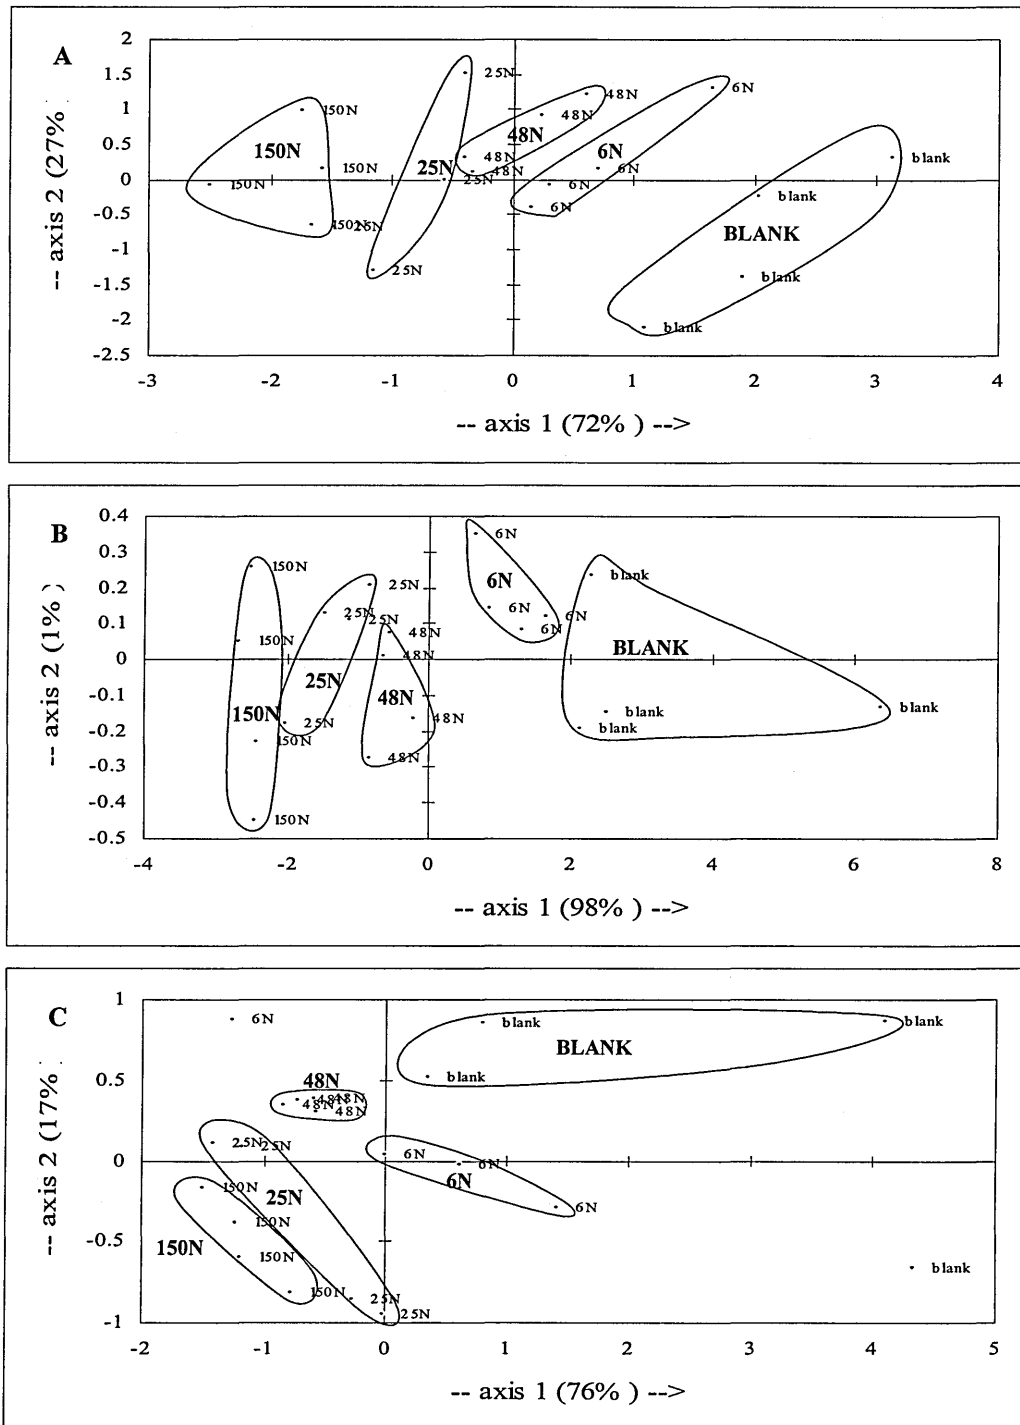 A
2
1.5
1
0.5
0
-0.5
-1
-1.5
-2
-2.5
-3
-2
-1
0
1
2
3
4
-- axis 2 (27%
-- axis 1 (72% ) -->
150N
150N
150N
150N
150N
25N
25N
25N
25N
25N
48N
48N
48N
48N
48N
6N
6N
6N
6N
6N
blank
blank
BLANK
blank
blank
B
0.4
0.3
0.2
0.1
0
-0.1
-0.2
-0.3
-0.4
-0.5
-4
-2
0
2
4
6
8
-- axis 2 (1% )
-- axis 1 (98% ) -->
150N
150N
150N
150N
150N
25N
25N
25N
25N
25N
48N
48N
48N
48N
48N
6N
6N
6N
6N
6N
blank
BLANK
blank
blank
blank
C
1
0.5
0
-0.5
-1
-2
-1
0
1
2
3
4
5
-- axis 2 (17%
-- axis 1 (76% ) -->
6N
48N
48N
48N
48N
48N
25N
25N
25N
25N
25N
150N
150N
150N
150N
150N
6N
6N
6N
6N
blank
blank
BLANK
blank
blank